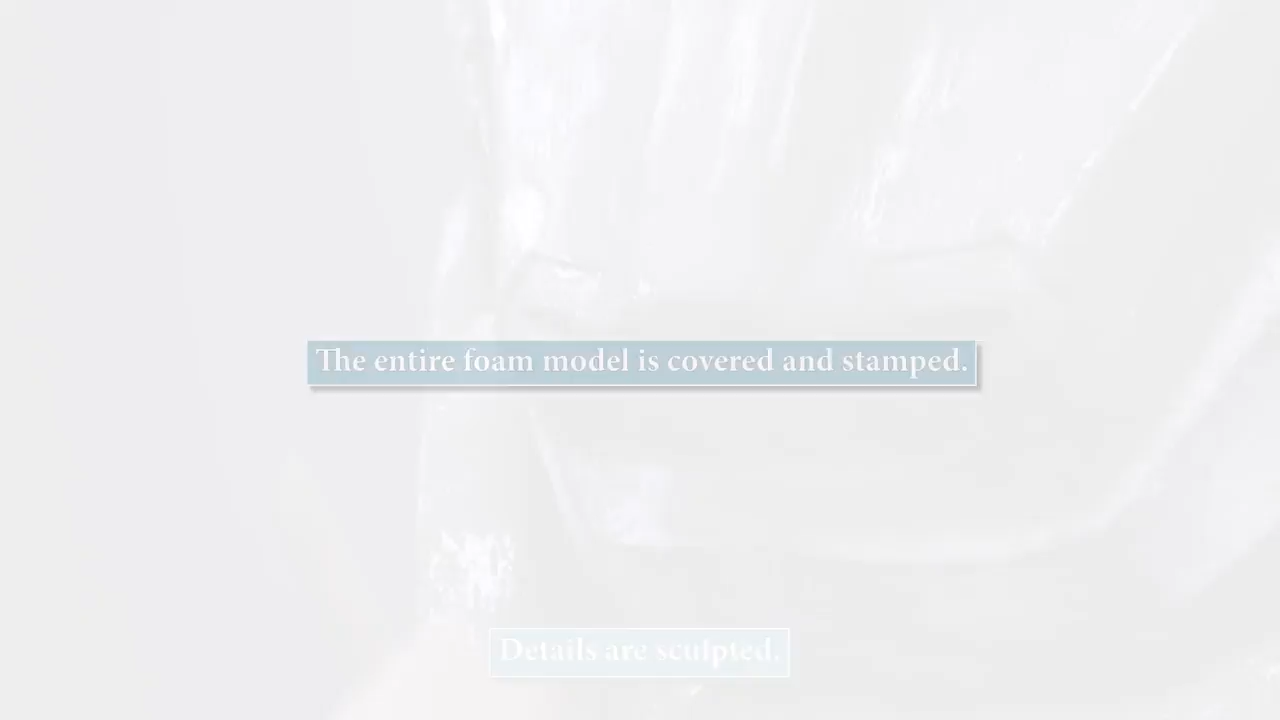 The entire foam model is covered and stamped.
Details are sculpted.